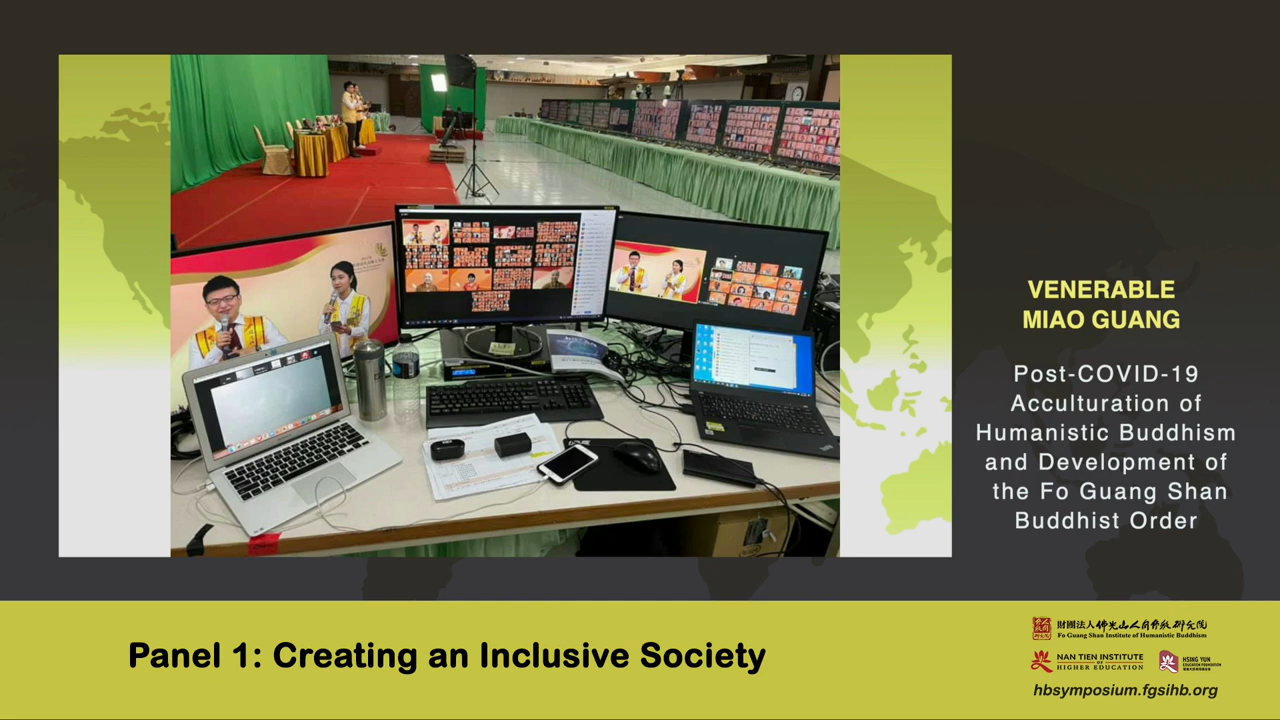 VENERABLE
MIAO GUANG
Post-COVID-19
Acculturation of
Humanistic Buddhism
and Development of
the Fo Guang Shan
Buddhist Order
Panel 1: Creating an Inclusive Society
財團法人佛光山人間佛教研究院
Fo Guang Shan Institute of Humanistic Buddhism
NAN TIEN INSTITUTE
OF
HIGHER EDUCATION
HSING YUN
EDUCATION FOUNDATION
hbsymposium.fgsihb.org